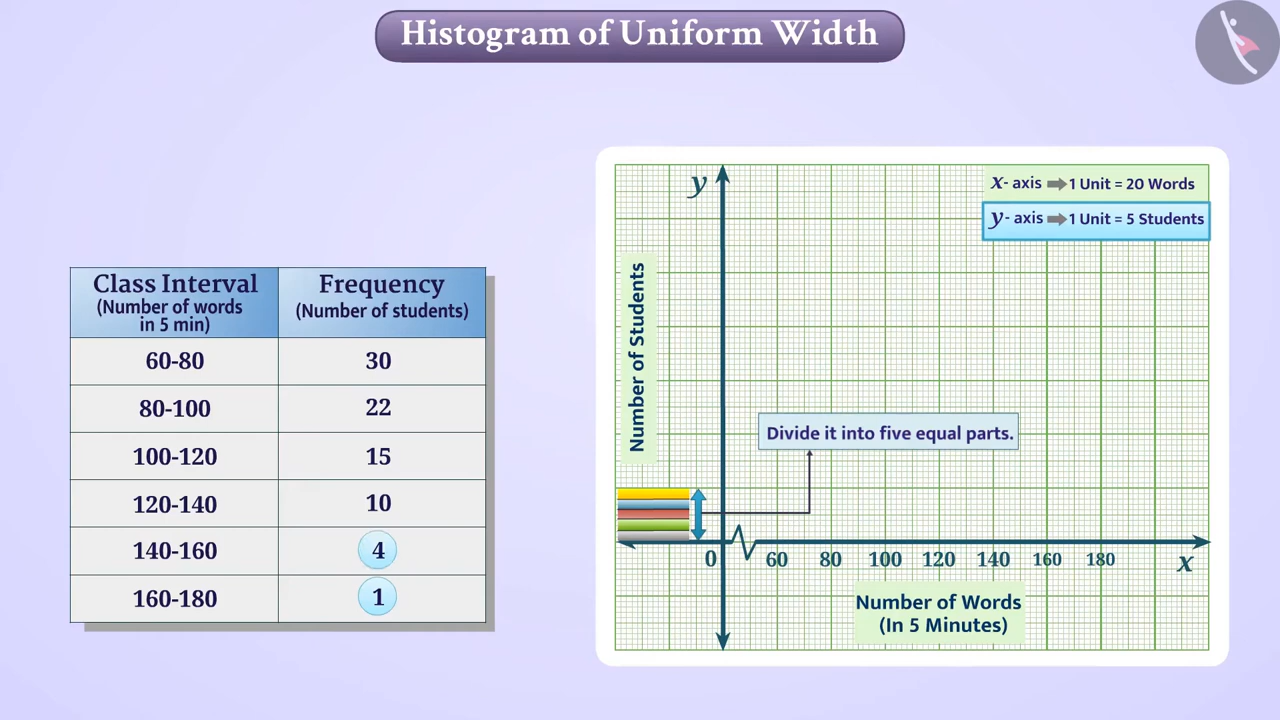 Histogram of Uniform Width
Class Interval
(Number of words
in 5 min)
Frequency
(Number of students)
60-80 30
80-100 22
100-120 15
120-140 10
140-160 4
160-180 1
x- axis 1 Unit = 20 Words
y- axis 1 Unit = 5 Students
y
Number of Students
Divide it into five equal parts.
0 60 80 100 120 140 160 180
x
Number of Words
(In 5 Minutes)